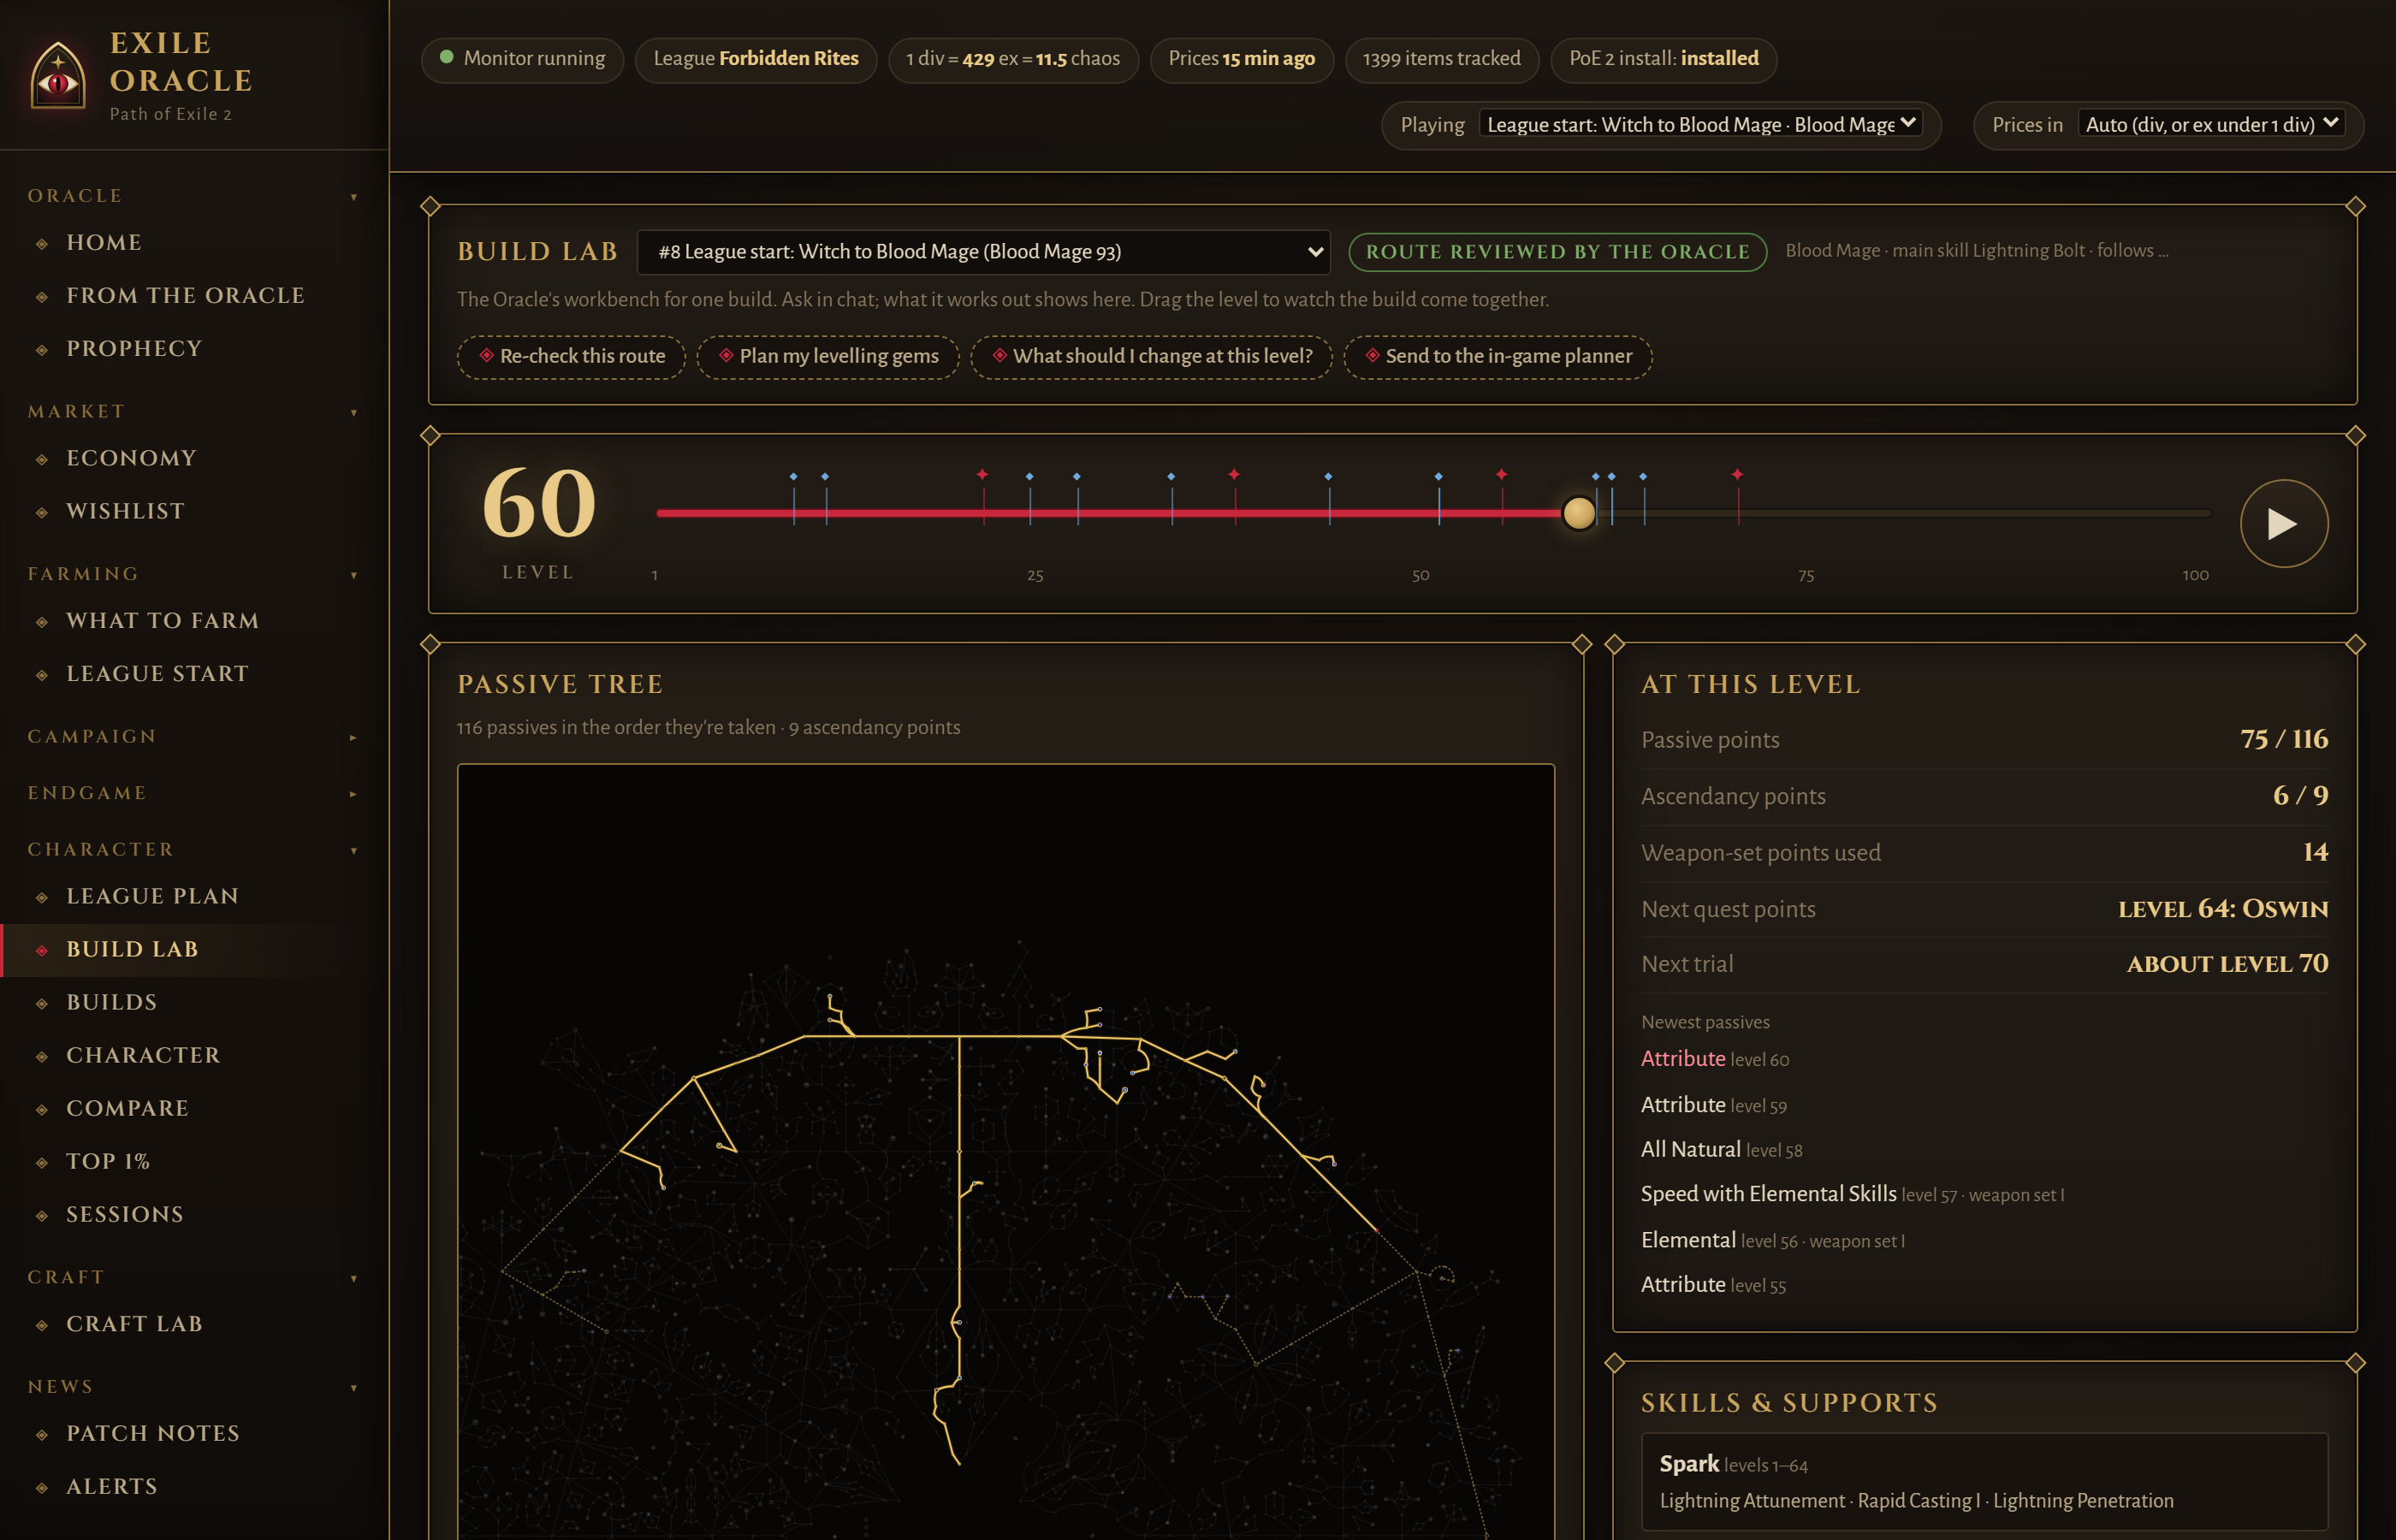 EXILE
ORACLE
Path of Exile 2
ORACLE
HOME
FROM THE ORACLE
PROPHECY
MARKET
ECONOMY
WISHLIST
FARMING
WHAT TO FARM
LEAGUE START
CAMPAIGN
ENDGAME
CHARACTER
LEAGUE PLAN
BUILD LAB
BUILDS
CHARACTER
COMPARE
TOP 1%
SESSIONS
CRAFT
CRAFT LAB
NEWS
PATCH NOTES
ALERTS
Monitor running
League Forbidden Rites
1 div = 429 ex = 11.5 chaos
Prices 15 min ago
1399 items tracked
PoE 2 install: installed
Playing League start: Witch to Blood Mage · Blood Mage
Prices in Auto (div, or ex under 1 div)
BUILD LAB
#8 League start: Witch to Blood Mage (Blood Mage 93)
ROUTE REVIEWED BY THE ORACLE
Blood Mage · main skill Lightning Bolt · follows ...
The Oracle's workbench for one build. Ask in chat; what it works out shows here. Drag the level to watch the build come together.
Re-check this route
Plan my levelling gems
What should I change at this level?
Send to the in-game planner
60
LEVEL
1 25 50 75 100
PASSIVE TREE
116 passives in the order they're taken · 9 ascendancy points
AT THIS LEVEL
Passive points 75 / 116
Ascendancy points 6 / 9
Weapon-set points used 14
Next quest points LEVEL 64: OSWIN
Next trial ABOUT LEVEL 70
Newest passives
Attribute level 60
Attribute level 59
All Natural level 58
Speed with Elemental Skills level 57 · weapon set I
Elemental level 56 · weapon set I
Attribute level 55
SKILLS & SUPPORTS
Spark levels 1–64
Lightning Attunement · Rapid Casting I · Lightning Penetration